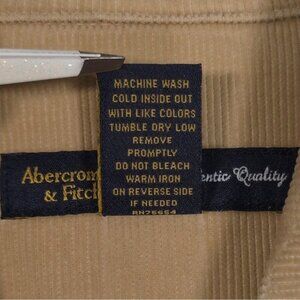 MACHINE WASH
COLD INSIDE OUT
WITH LIKE COLORS
TUMBLE DRY LOW
REMOVE
PROMPTLY
DO NOT BLEACH
WARM IRON
ON REVERSE SIDE
IF NEEDED
RN75654
Abercrom
& Fitch
entic Quality